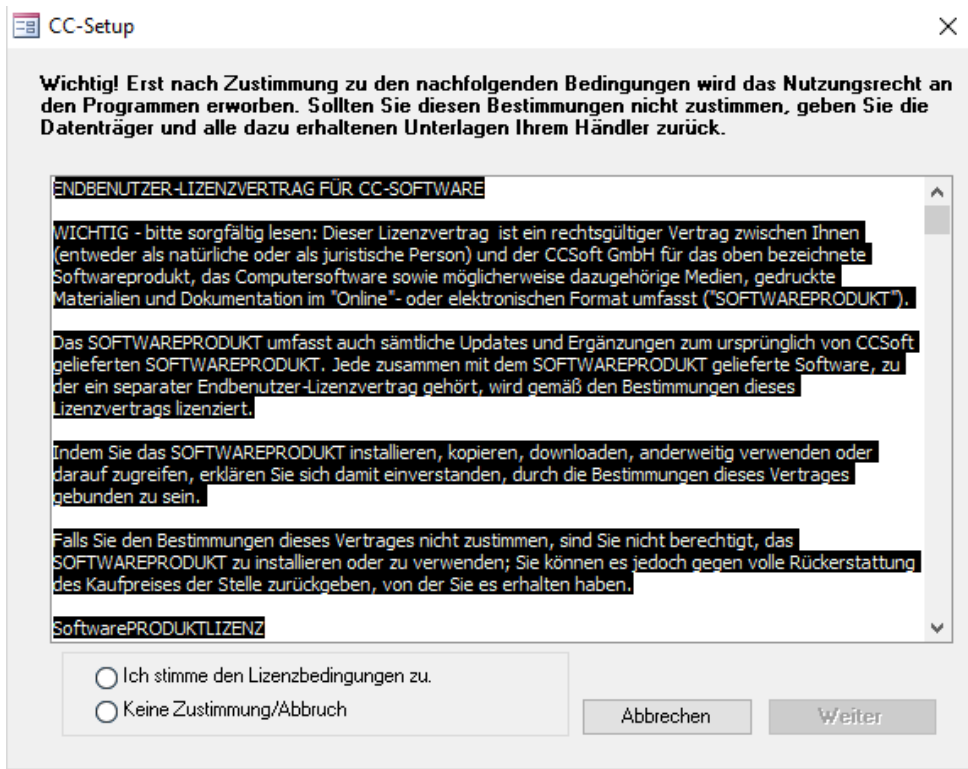 CC-Setup
Wichtig! Erst nach Zustimmung zu den nachfolgenden Bedingungen wird das Nutzungsrecht an
den Programmen erworben. Sollten Sie diesen Bestimmungen nicht zustimmen, geben Sie die
Datenträger und alle dazu erhaltenen Unterlagen Ihrem Händler zurück.
ENDBENUTZER-LIZENZVERTRAG FÜR CC-SOFTWARE
WICHTIG - bitte sorgfältig lesen: Dieser Lizenzvertrag ist ein rechtsgültiger Vertrag zwischen Ihnen
(entweder als natürliche oder als juristische Person) und der CCSoft GmbH für das oben bezeichnete
Softwareprodukt, das Computersoftware sowie möglicherweise dazugehörige Medien, gedruckte
Materialien und Dokumentation im "Online"- oder elektronischen Format umfasst ("SOFTWAREPRODUKT").
Das SOFTWAREPRODUKT umfasst auch sämtliche Updates und Ergänzungen zum ursprünglich von CCSoft
gelieferten SOFTWAREPRODUKT. Jede zusammen mit dem SOFTWAREPRODUKT gelieferte Software, zu
der ein separater Endbenutzer-Lizenzvertrag gehört, wird gemäß den Bestimmungen dieses
Lizenzvertrags lizenziert.
Indem Sie das SOFTWAREPRODUKT installieren, kopieren, downloaden, anderweitig verwenden oder
darauf zugreifen, erklären Sie sich damit einverstanden, durch die Bestimmungen dieses Vertrages
gebunden zu sein.
Falls Sie den Bestimmungen dieses Vertrages nicht zustimmen, sind Sie nicht berechtigt, das
SOFTWAREPRODUKT zu installieren oder zu verwenden; Sie können es jedoch gegen volle Rückerstattung
des Kaufpreises der Stelle zurückgeben, von der Sie es erhalten haben.
SoftwarePRODUKTLIZENZ
Ich stimme den Lizenzbedingungen zu.
Keine Zustimmung/Abbruch
Abbrechen
Weiter